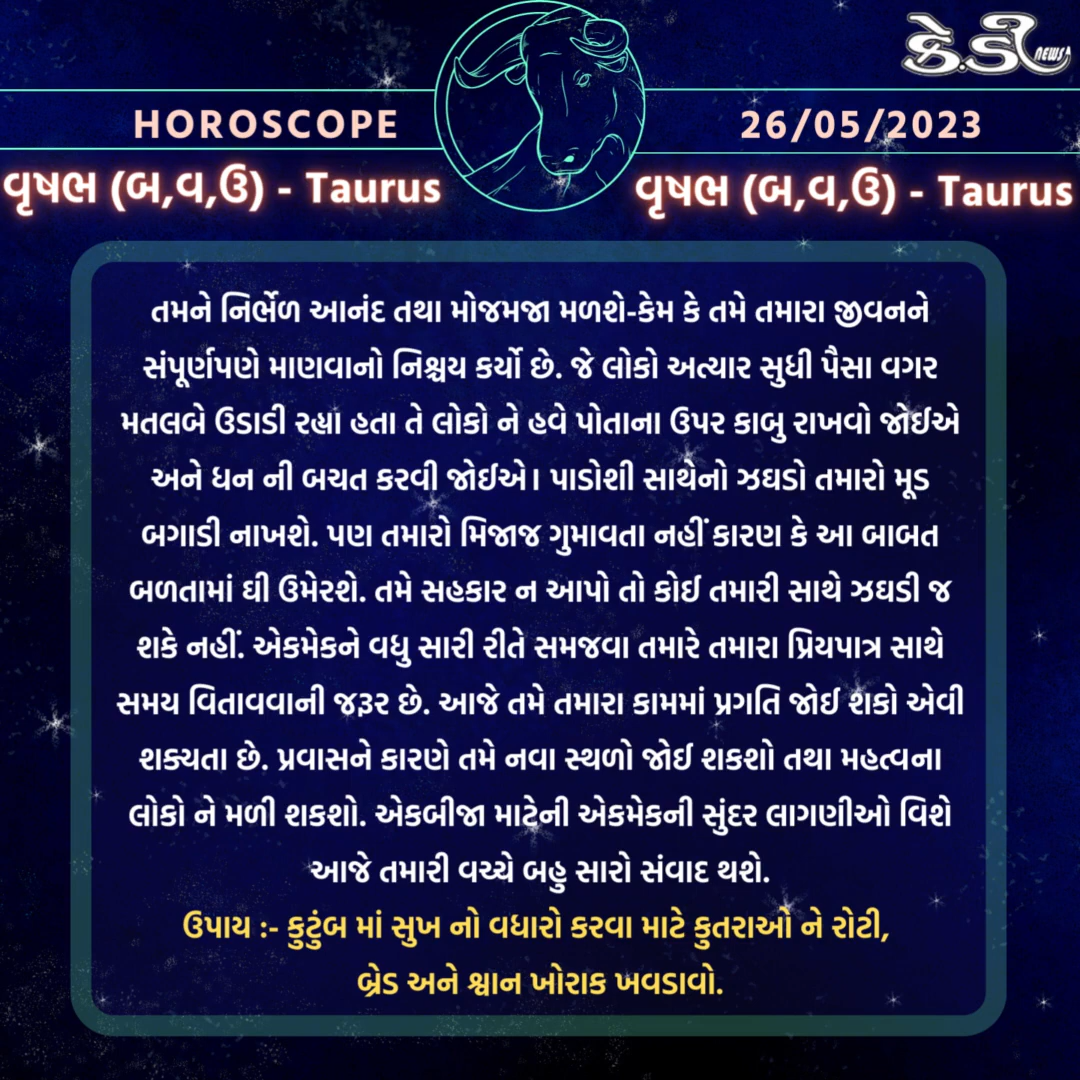 કે.ડી NEWS
HOROSCOPE
26/05/2023
વૃષભ (બ,વ,ઉ) - Taurus
વૃષભ (બ,વ,ઉ) - Taurus
તમને નિર્ભેળ આનંદ તથા મોજમજા મળશે-કેમ કે તમે તમારા જીવનને
સંપૂર્ણપણે માણવાનો નિશ્ચય કર્યો છે. જે લોકો અત્યાર સુધી પૈસા વગર
મતલબે ઉડાડી રહ્યા હતા તે લોકો ને હવે પોતાના ઉપર કાબુ રાખવો જોઈએ
અને ધન ની બચત કરવી જોઈએ। પાડોશી સાથેનો ઝઘડો તમારો મૂડ
બગાડી નાખશે. પણ તમારો મિજાજ ગુમાવતા નહીં કારણ કે આ બાબત
બળતામાં ઘી ઉમેરશે. તમે સહકાર ન આપો તો કોઈ તમારી સાથે ઝઘડી જ
શકે નહીં. એકમેકને વધુ સારી રીતે સમજવા તમારે તમારા પ્રિયપાત્ર સાથે
સમય વિતાવવાની જરૂર છે. આજે તમે તમારા કામમાં પ્રગતિ જોઈ શકો એવી
શક્યતા છે. પ્રવાસને કારણે તમે નવા સ્થળો જોઈ શકશો તથા મહત્વના
લોકો ને મળી શકશો. એકબીજા માટેની એકમેકની સુંદર લાગણીઓ વિશે
આજે તમારી વચ્ચે બહુ સારો સંવાદ થશે.
ઉપાય :- કુટુંબ માં સુખ નો વધારો કરવા માટે કુતરાઓ ને રોટી,
બ્રેડ અને શ્વાન ખોરાક ખવડાવો.